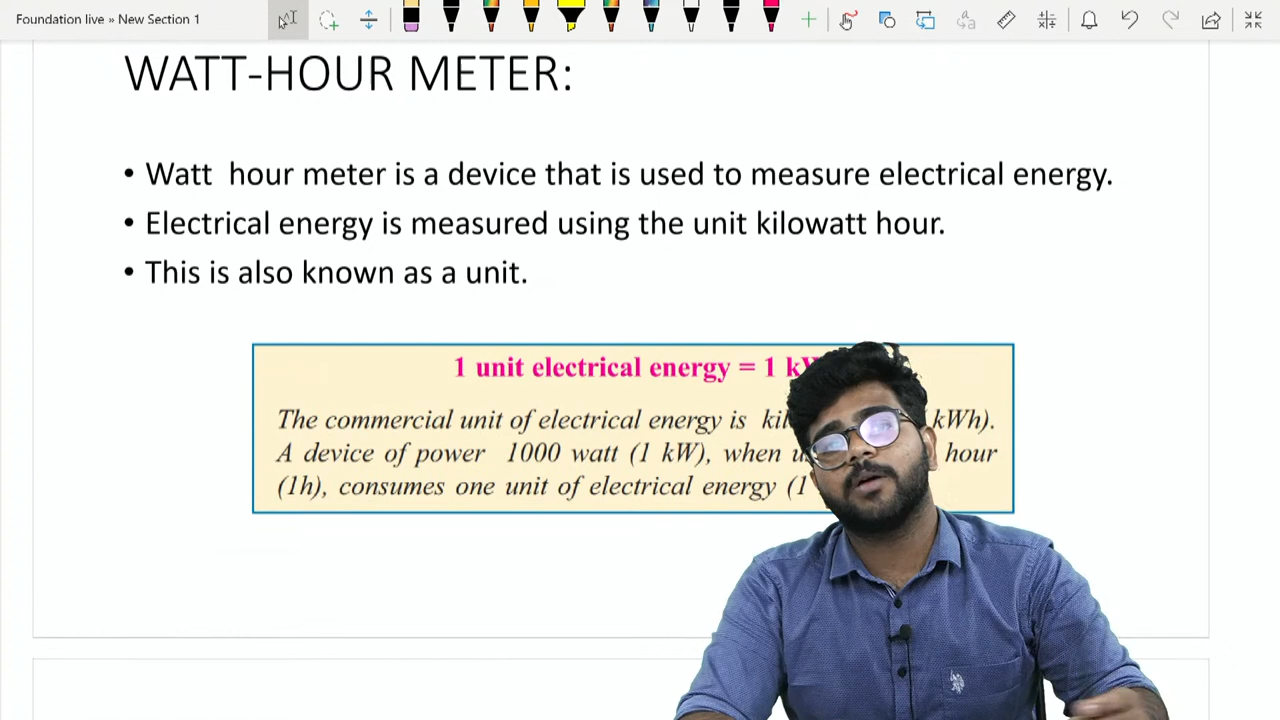 Foundation live » New Section 1
WATT-HOUR METER:
• Watt hour meter is a device that is used to measure electrical energy.
• Electrical energy is measured using the unit kilowatt hour.
• This is also known as a unit.
1 unit electrical energy = 1
The commercial unit of electrical energy is kWh).
A device of power 1000 watt (1 kW), when hour
(1h), consumes one unit of electrical energy (1